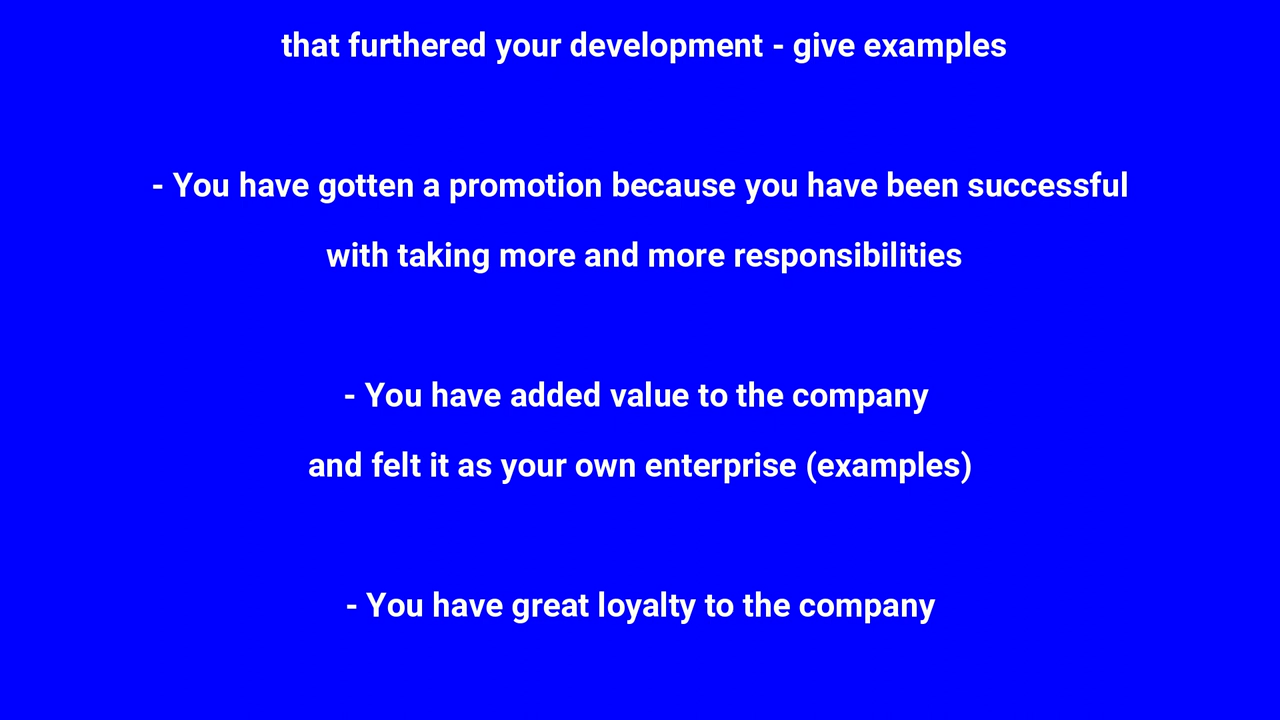 that furthered your development - give examples
- You have gotten a promotion because you have been successful
with taking more and more responsibilities
- You have added value to the company
and felt it as your own enterprise (examples)
- You have great loyalty to the company